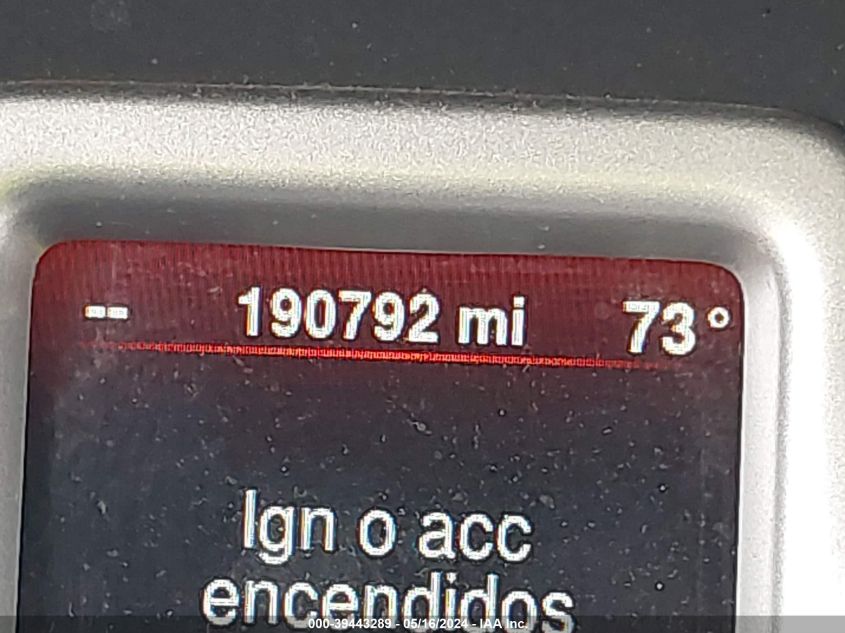 -- 190792 mi 73°
Ign o acc
encendidos
000-39443289 - 05/16/2024 - IAA Inc.